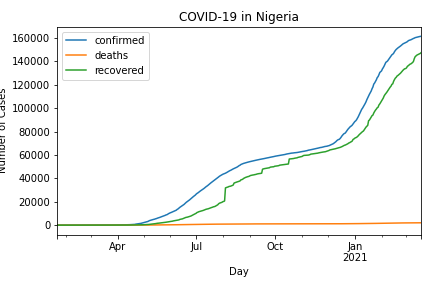 COVID-19 in Nigeria
confirmed
deaths
recovered
160000
140000
120000
100000
80000
60000
40000
20000
0
Number of Cases
Apr
Jul
Oct
Jan
2021
Day